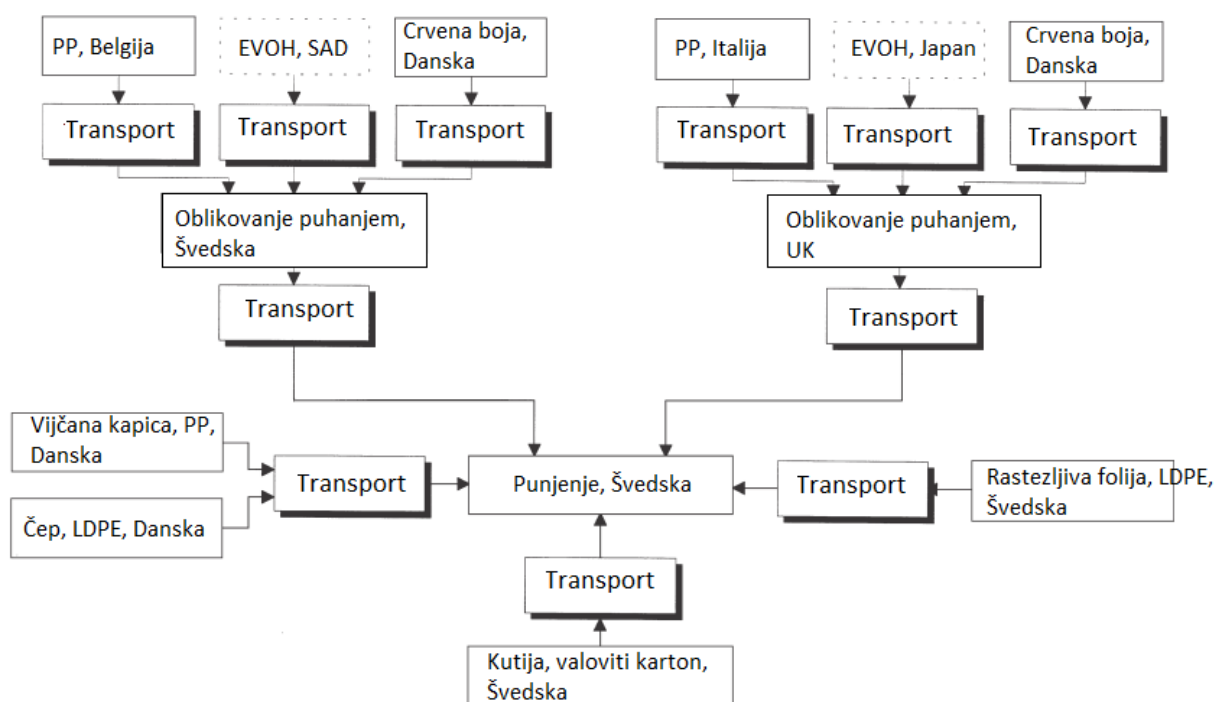 PP, Belgija
EVOH, SAD
Crvena boja,
Danska
PP, Italija
EVOH, Japan
Crvena boja,
Danska
Transport
Transport
Transport
Transport
Transport
Transport
Oblikovanje puhanjem,
Švedska
Oblikovanje puhanjem,
UK
Transport
Transport
Vijčana kapica, PP,
Danska
Čep, LDPE, Danska
Transport
Punjenje, Švedska
Transport
Rastezljiva folija, LDPE,
Švedska
Transport
Kutija, valoviti karton,
Švedska